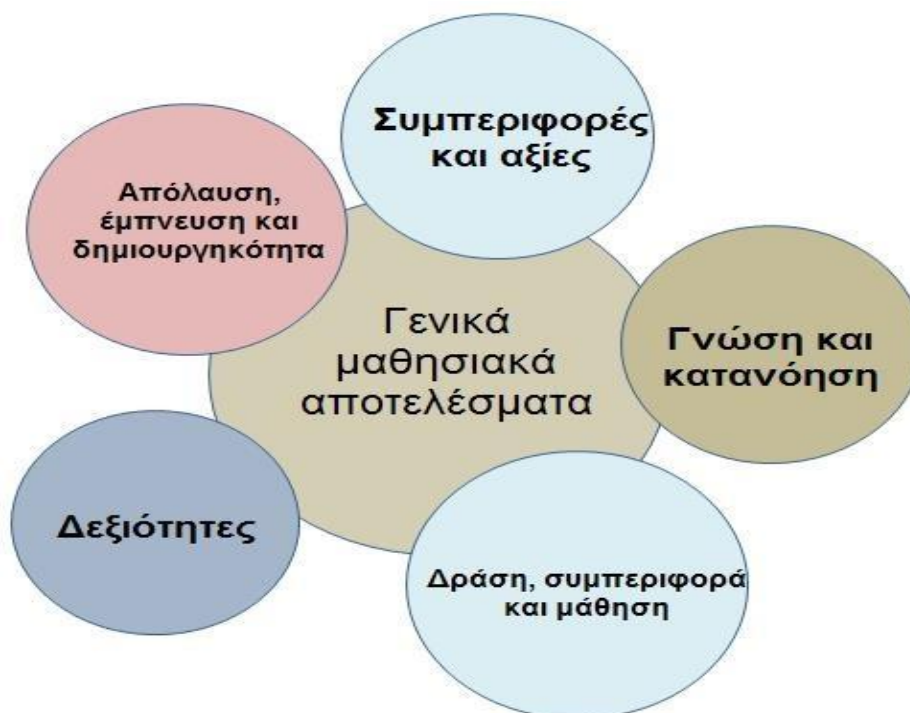 Συμπεριφορές
και αξίες
Απόλαυση,
έμπνευση και
δημιουργηκότητα
Γενικά
μαθησιακά
αποτελέσματα
Γνώση και
κατανόηση
Δεξιότητες
Δράση, συμπεριφορά
και μάθηση